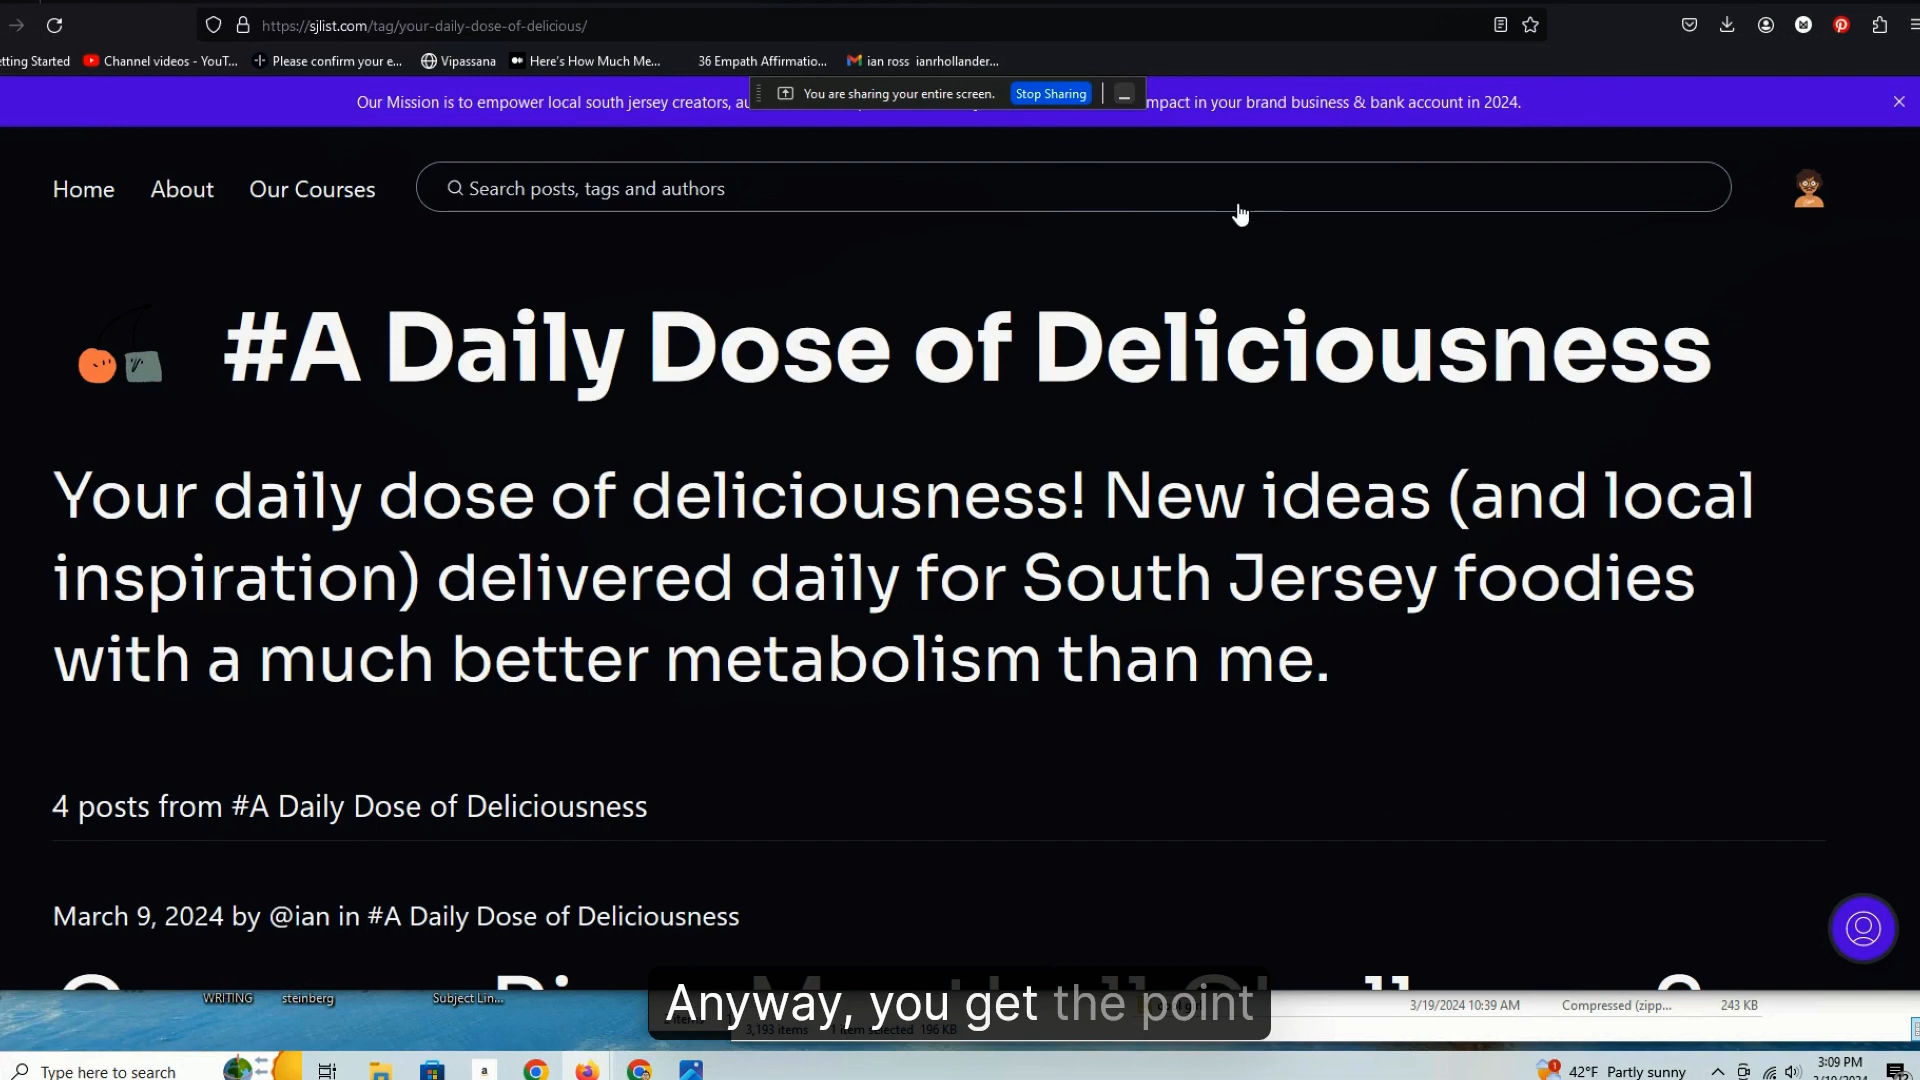 https://sjlist.com/tag/your-daily-dose-of-delicious/
etting Started
Channel videos - YouT...
Please confirm your e...
Vipassana
Here's How Much Me...
36 Empath Affirmatio...
ian ross ianrhollander...
You are sharing your entire screen.
Stop Sharing
Our Mission is to empower local south jersey creators, au
mpact in your brand business & bank account in 2024.
Home
About
Our Courses
Search posts, tags and authors
#A Daily Dose of Deliciousness
Your daily dose of deliciousness! New ideas (and local
inspiration) delivered daily for South Jersey foodies
with a much better metabolism than me.
4 posts from #A Daily Dose of Deliciousness
March 9, 2024 by @ian in #A Daily Dose of Deliciousness
WRITING
steinberg
Subject Lin...
Anyway, you get the point
3/19/2024 10:39 AM
Compressed (zipp...
243 KB
3,193 items
1 item selected 196 KB
Type here to search
42°F Partly sunny
3:09 PM